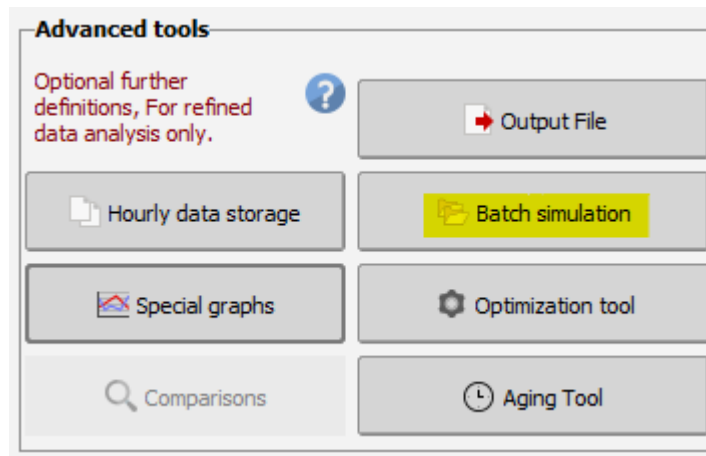 Advanced tools
Optional further
definitions, For refined
data analysis only.
Output File
Hourly data storage
Batch simulation
Special graphs
Optimization tool
Comparisons
Aging Tool